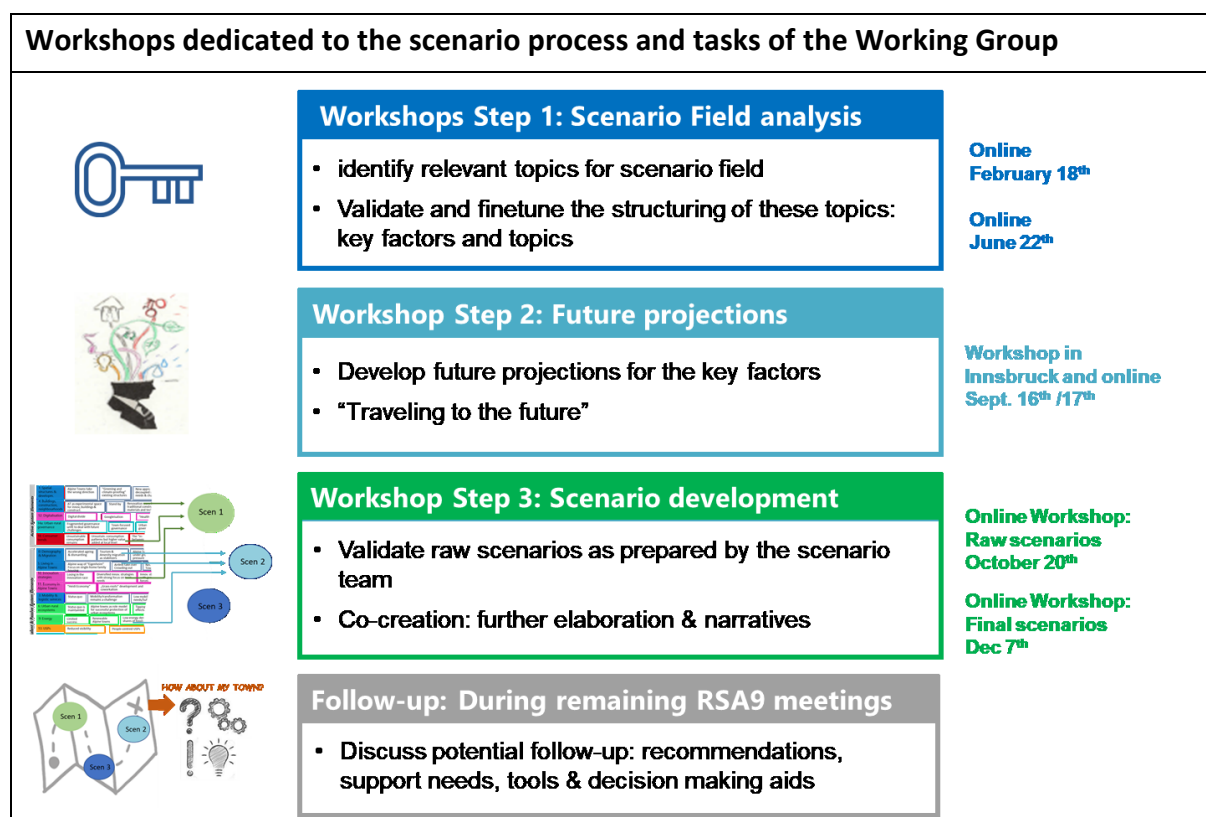 Workshops dedicated to the scenario process and tasks of the Working Group
Workshops Step 1: Scenario Field analysis
• identify relevant topics for scenario field
• Validate and finetune the structuring of these topics:
key factors and topics
Online
February 18th
Online
June 22th
Workshop Step 2: Future projections
• Develop future projections for the key factors
• “Traveling to the future”
Workshop in
Innsbruck and online
Sept. 16th /17th
Scen 1
Scen 2
Scen 3
Workshop Step 3: Scenario development
• Validate raw scenarios as prepared by the scenario
team
• Co-creation: further elaboration & narratives
Online Workshop:
Raw scenarios
October 20th
Online Workshop:
Final scenarios
Dec 7th
HOW ABOUT MY TOWN?
Scen 1
Scen 2
Scen 3
Follow-up: During remaining RSA9 meetings
• Discuss potential follow-up: recommendations,
support needs, tools & decision making aids